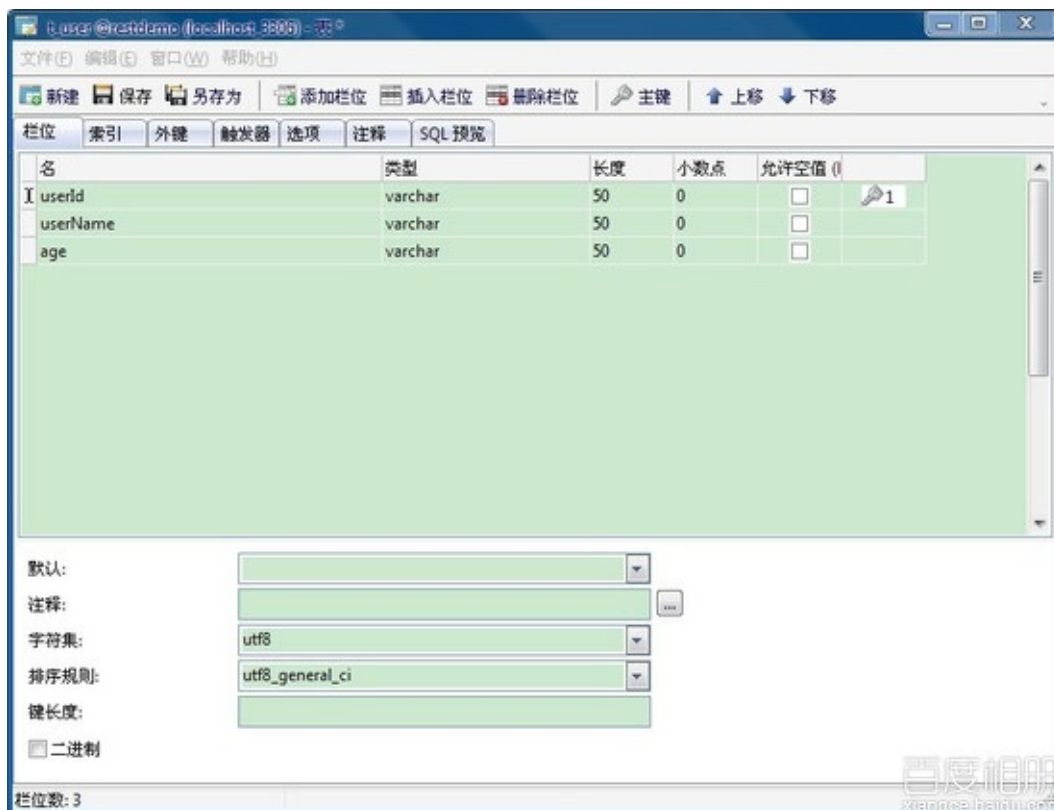 t_user @restdemo (localhost_3306) - 表 *
文件(F) 编辑(E) 窗口(W) 帮助(H)
新建 保存 另存为 添加栏位 插入栏位 删除栏位 主键 上移 下移
栏位 索引 外键 触发器 选项 注释 SQL 预览
名 类型 长度 小数点 允许空值 (
userId varchar 50 0 1
userName varchar 50 0
age varchar 50 0
默认:
注释:
...
字符集: utf8
排序规则: utf8_general_ci
键长度:
二进制
百度相册
xiangce.baidu.com
栏位数: 3